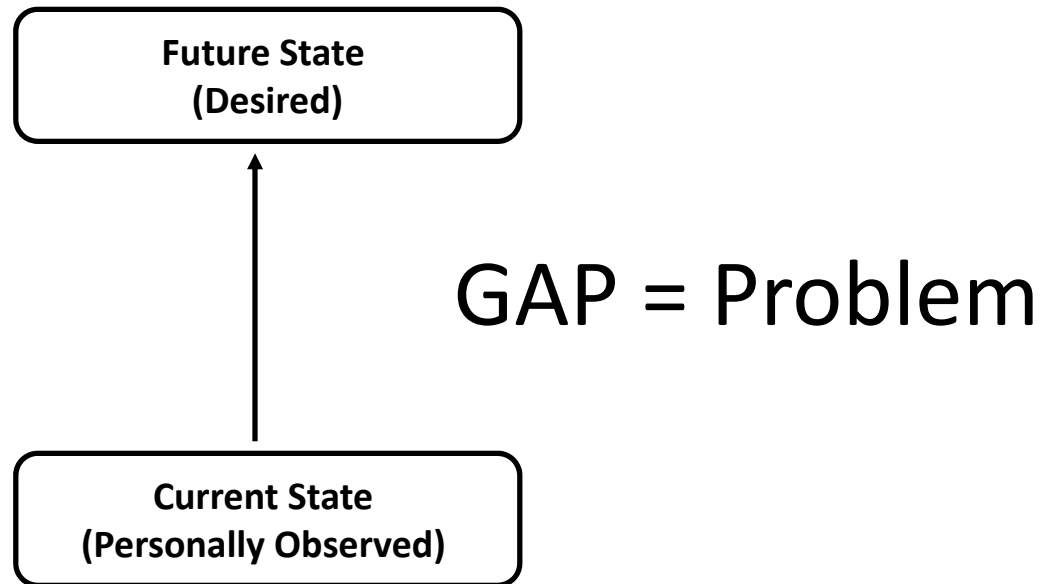 Future State
(Desired)
GAP = Problem
Current State
(Personally Observed)